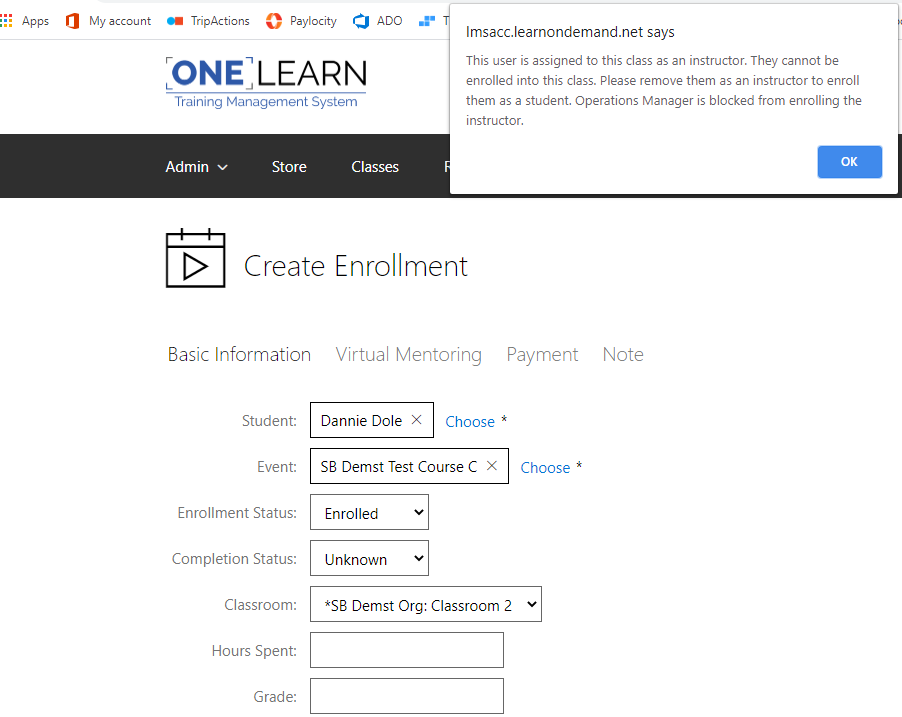 Apps My account TripActions Paylocity ADO
lmsacc.learnondemand.net says
This user is assigned to this class as an instructor. They cannot be
enrolled into this class. Please remove them as an instructor to enroll
them as a student. Operations Manager is blocked from enrolling the
instructor.
OK
ONE LEARN
Training Management System
Admin Store Classes
Create Enrollment
Basic Information Virtual Mentoring Payment Note
Student: Dannie Dole × Choose *
Event: SB Demst Test Course C × Choose *
Enrollment Status: Enrolled
Completion Status: Unknown
Classroom: *SB Demst Org: Classroom 2
Hours Spent:
Grade: